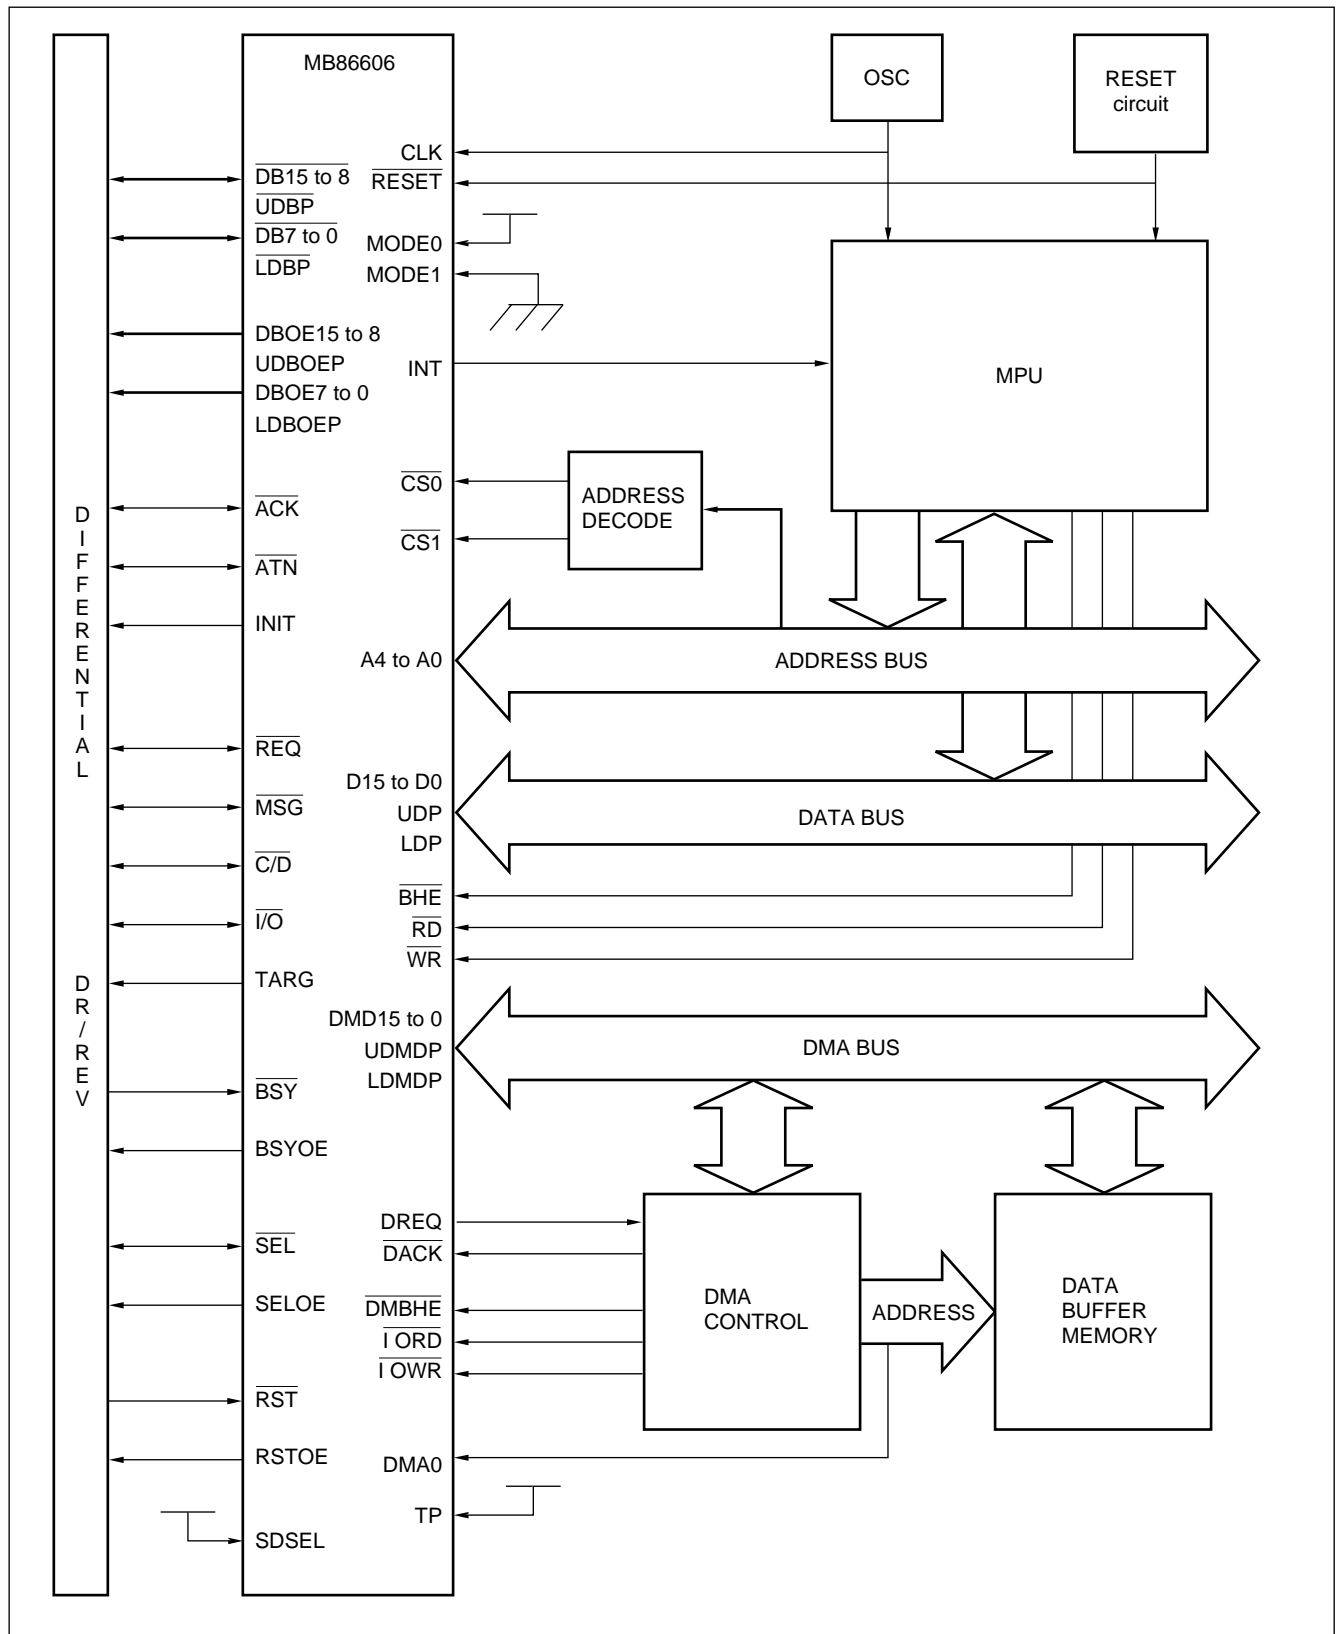 MB86606
OSC
RESET
circuit
CLK
RESET
DB15 to 8
UDBP
DB7 to 0
LDBP
MODE0
MODE1
DBOE15 to 8
UDBOEP
DBOE7 to 0
LDBOEP
INT
MPU
CS0
CS1
ADDRESS
DECODE
ACK
ATN
INIT
A4 to A0
ADDRESS BUS
DIFFERENTIAL
REQ
MSG
C/D
I/O
TARG
D15 to D0
UDP
LDP
DATA BUS
BHE
RD
WR
DR/REV
DMD15 to 0
UDMDP
LDMDP
DMA BUS
BSY
BSYOE
SEL
SELOE
RST
RSTOE
SDSEL
DREQ
DACK
DMBHE
I ORD
I OWR
DMA0
TP
DMA
CONTROL
ADDRESS
DATA
BUFFER
MEMORY